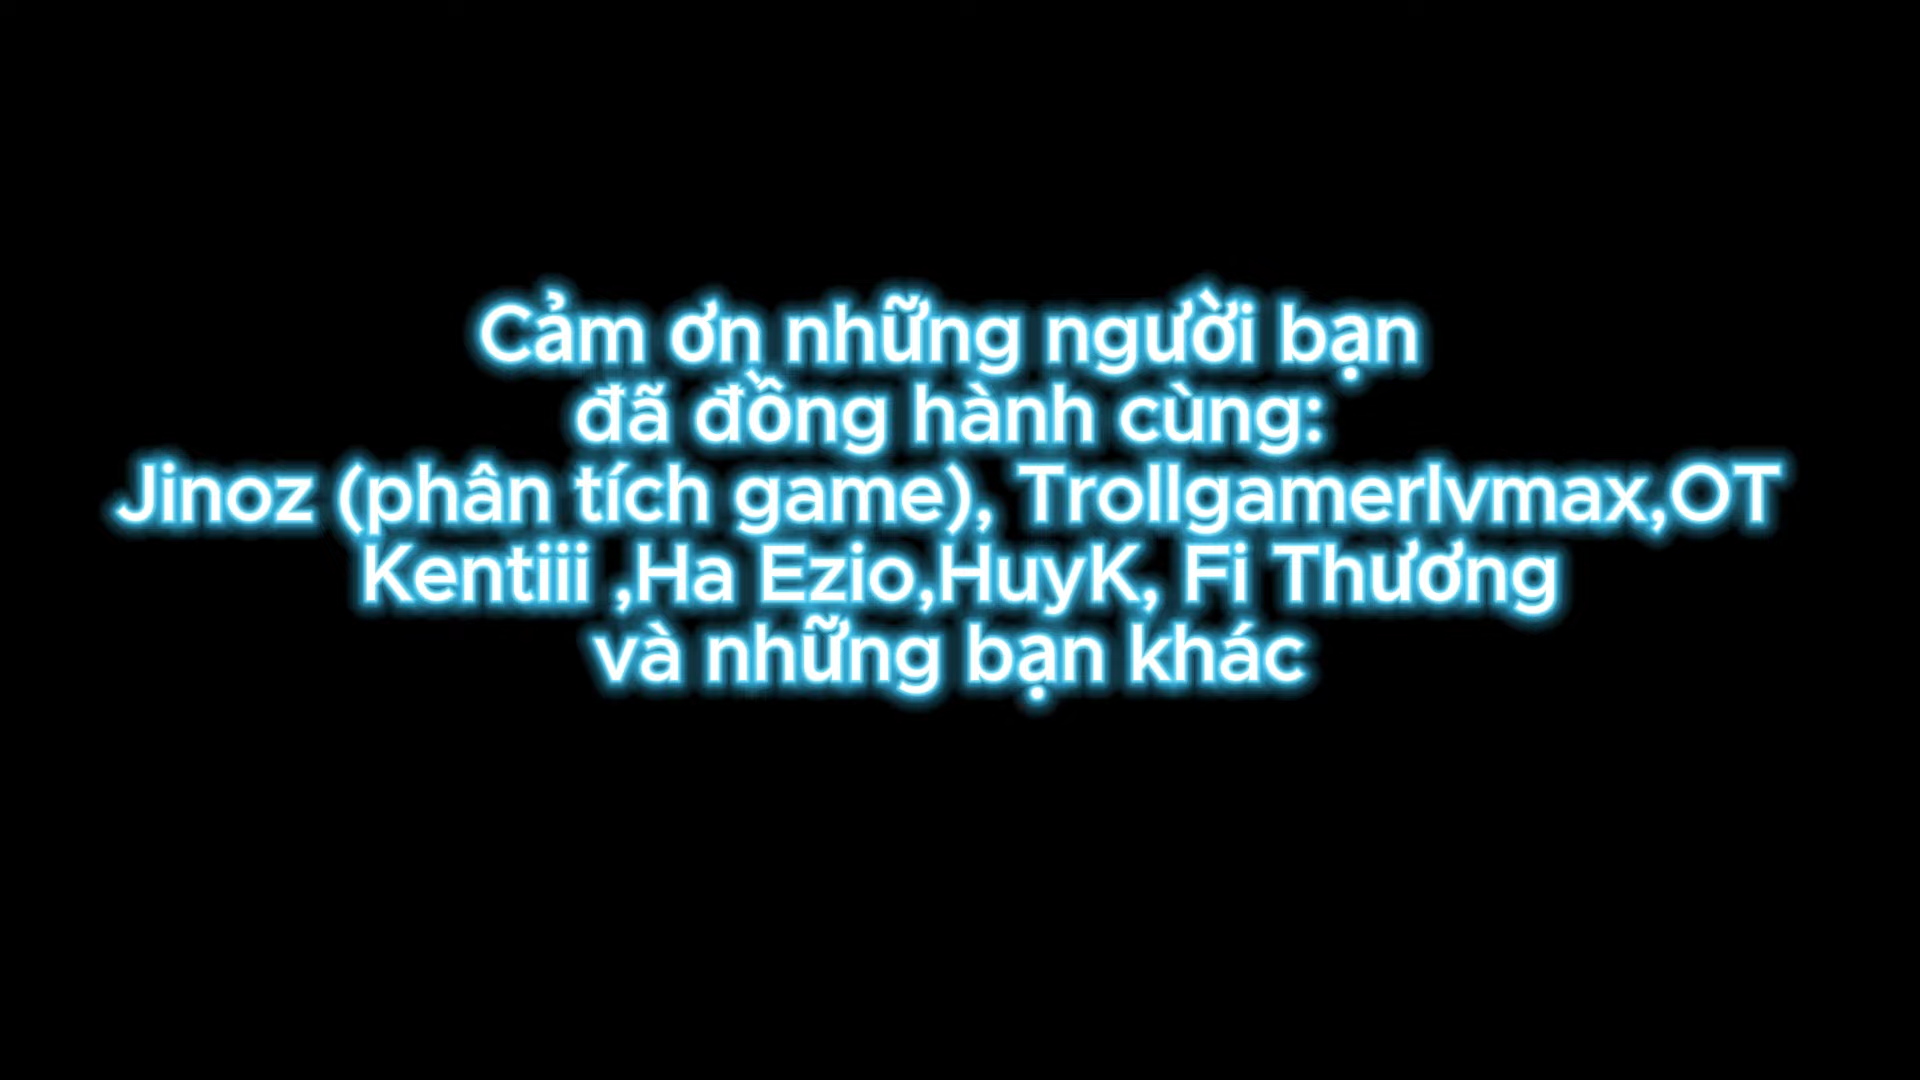 Cảm ơn những người bạn
đã đồng hành cùng:
Jinoz (phân tích game), Trollgamerlvmax,OT
Kentiii ,Ha Ezio,HuyK, Fi Thương
và những bạn khác